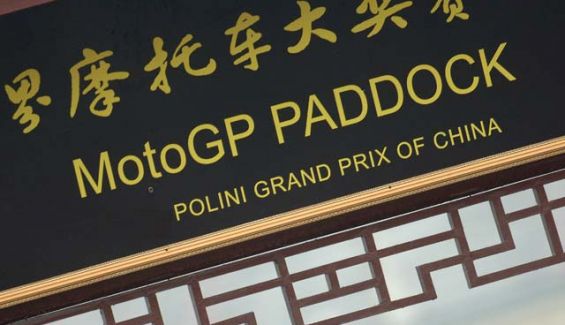 界摩托车大奖赛
MotoGP PADDOCK
POLINI GRAND PRIX OF CHINA